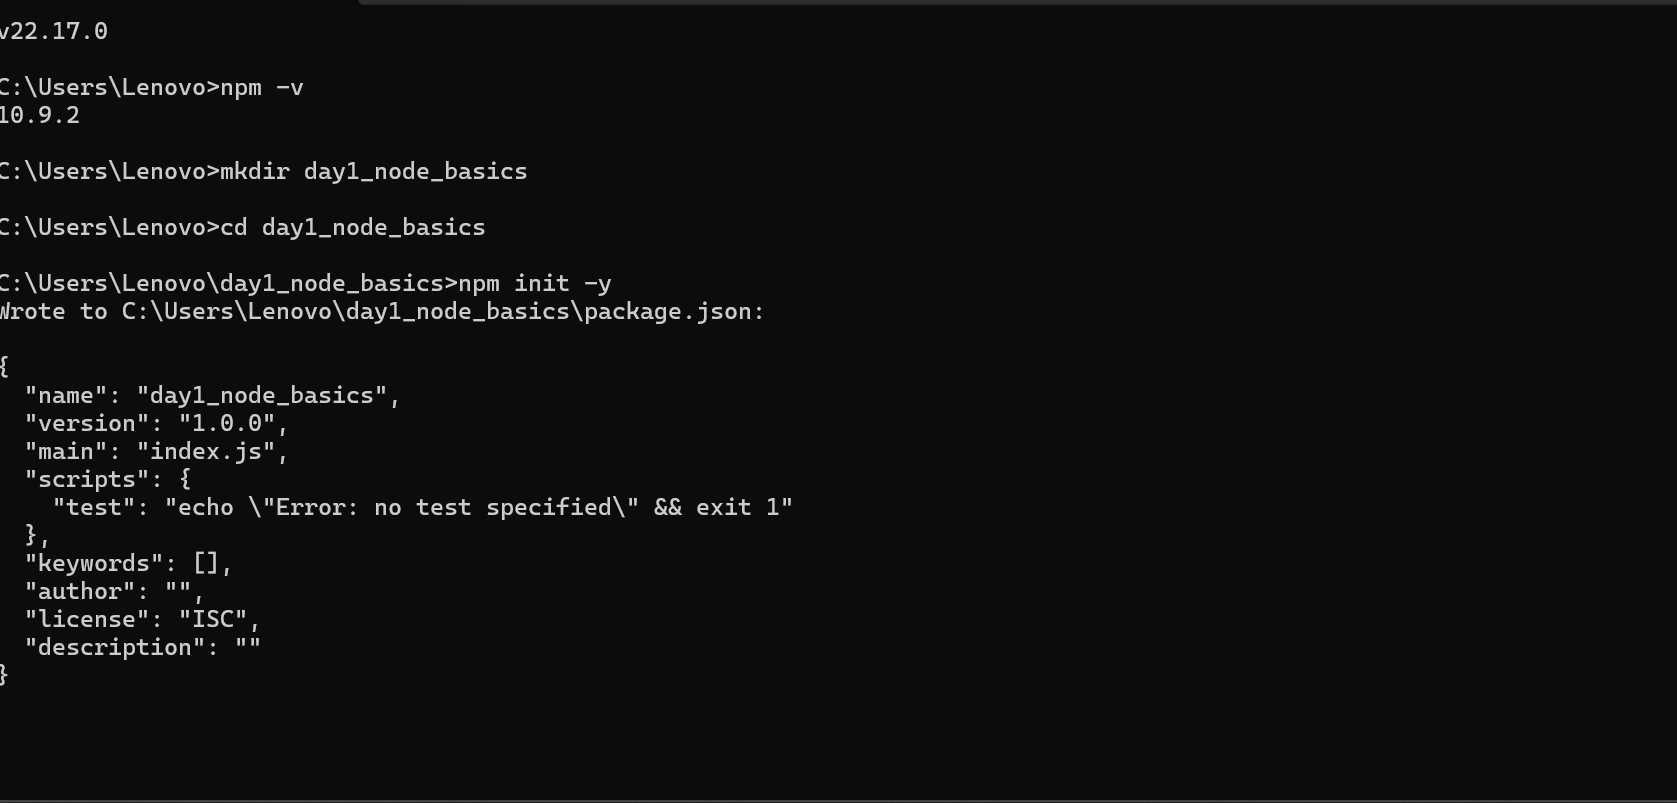 v22.17.0
C:\Users\Lenovo>npm -v
10.9.2
C:\Users\Lenovo>mkdir day1_node_basics
C:\Users\Lenovo>cd day1_node_basics
C:\Users\Lenovo\day1_node_basics>npm init -y
Wrote to C:\Users\Lenovo\day1_node_basics\package.json:
{
  "name": "day1_node_basics",
  "version": "1.0.0",
  "main": "index.js",
  "scripts": {
    "test": "echo \"Error: no test specified\" && exit 1"
  },
  "keywords": [],
  "author": "",
  "license": "ISC",
  "description": ""
}